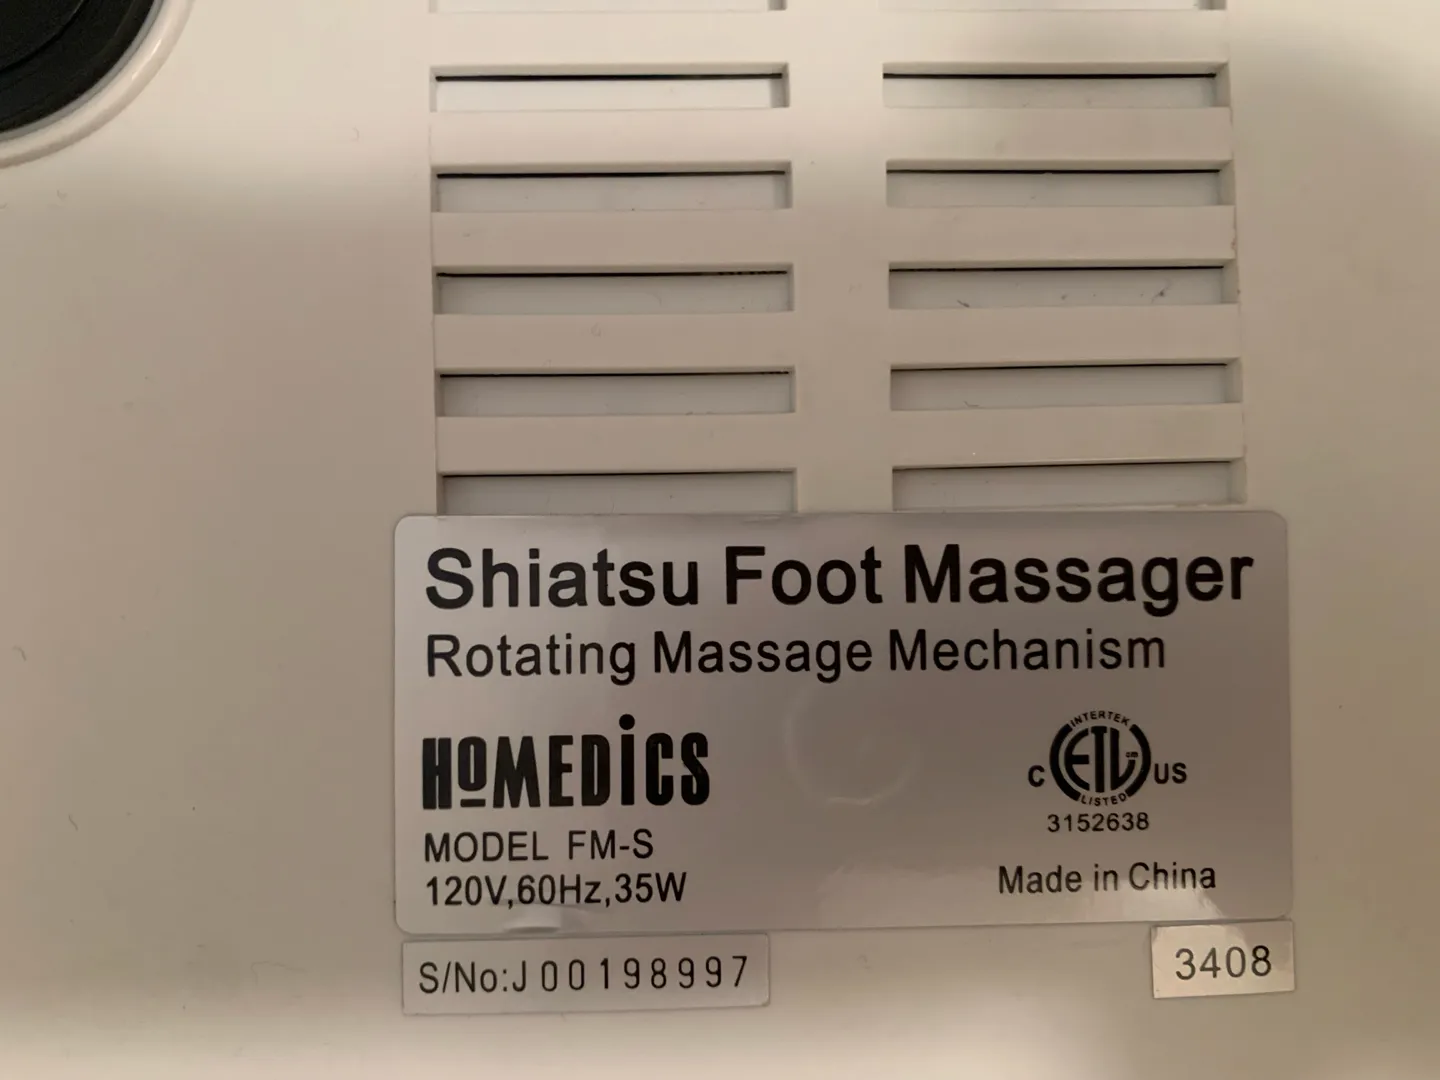 Shiatsu Foot Massager
Rotating Massage Mechanism
HoMEDiCS
MODEL FM-S
120V,60Hz,35W
INTERTEK
C ETL CM US
LISTED
3152638
Made in China
S/No:J00198997
3408